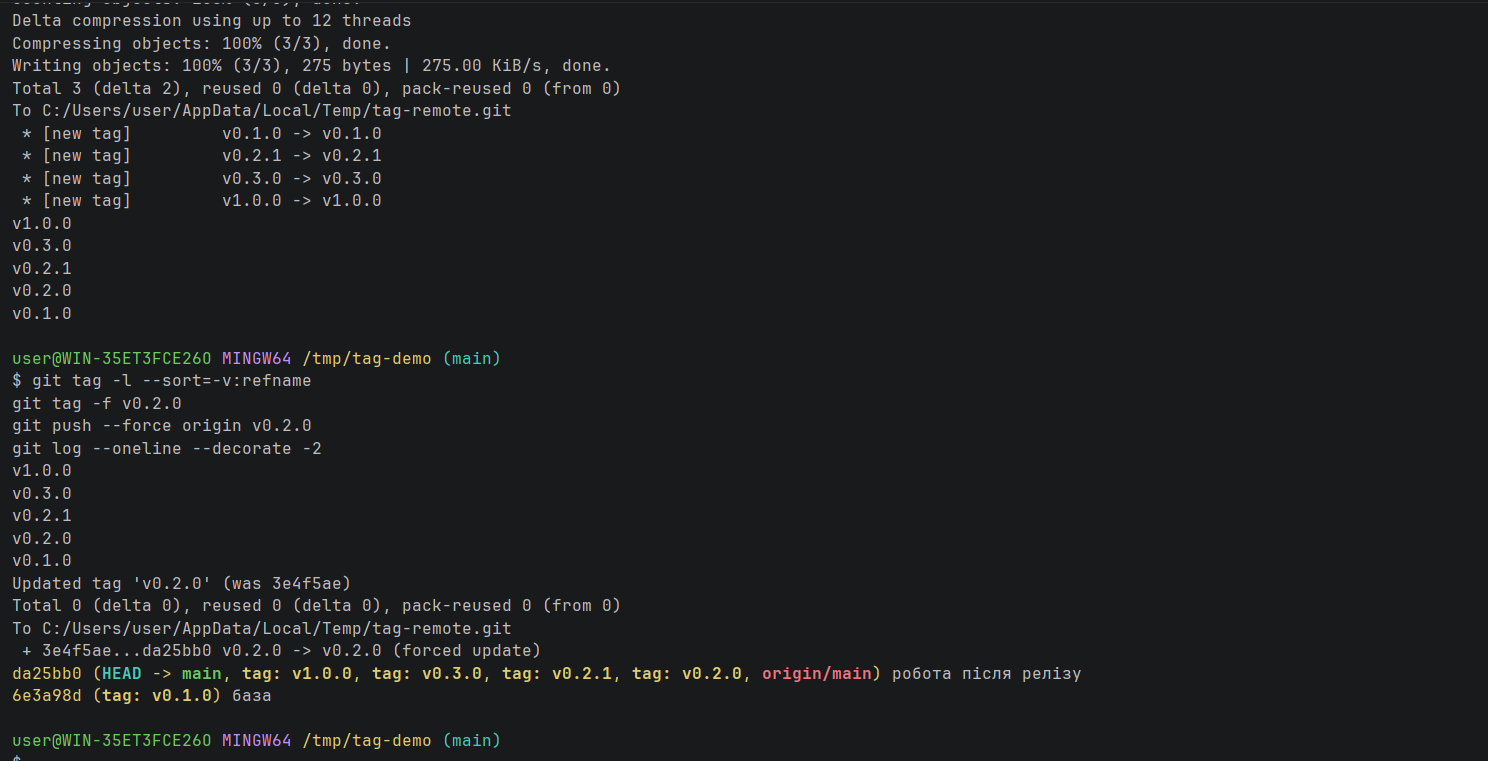 Delta compression using up to 12 threads
Compressing objects: 100% (3/3), done.
Writing objects: 100% (3/3), 275 bytes | 275.00 KiB/s, done.
Total 3 (delta 2), reused 0 (delta 0), pack-reused 0 (from 0)
To C:/Users/user/AppData/Local/Temp/tag-remote.git
 * [new tag]         v0.1.0 -> v0.1.0
 * [new tag]         v0.2.1 -> v0.2.1
 * [new tag]         v0.3.0 -> v0.3.0
 * [new tag]         v1.0.0 -> v1.0.0
v1.0.0
v0.3.0
v0.2.1
v0.2.0
v0.1.0
user@WIN-35ET3FCE26O MINGW64 /tmp/tag-demo (main)
$ git tag -l --sort=-v:refname
git tag -f v0.2.0
git push --force origin v0.2.0
git log --oneline --decorate -2
v1.0.0
v0.3.0
v0.2.1
v0.2.0
v0.1.0
Updated tag 'v0.2.0' (was 3e4f5ae)
Total 0 (delta 0), reused 0 (delta 0), pack-reused 0 (from 0)
To C:/Users/user/AppData/Local/Temp/tag-remote.git
 + 3e4f5ae...da25bb0 v0.2.0 -> v0.2.0 (forced update)
da25bb0 (HEAD -> main, tag: v1.0.0, tag: v0.3.0, tag: v0.2.1, tag: v0.2.0, origin/main) робота після релізу
6e3a98d (tag: v0.1.0) база
user@WIN-35ET3FCE26O MINGW64 /tmp/tag-demo (main)
$